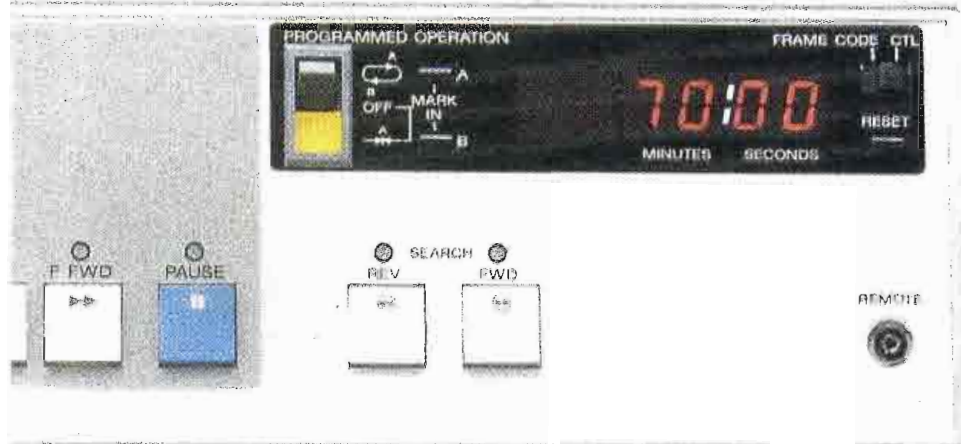 PROGRAMMED OPERATION
FRAME CODE CTL
A
A
B
MARK
OFF
IN
A
B
70:00
RESET
MINUTES SECONDS
SEARCH
F FWD
PAUSE
REV
FWD
REMOTE